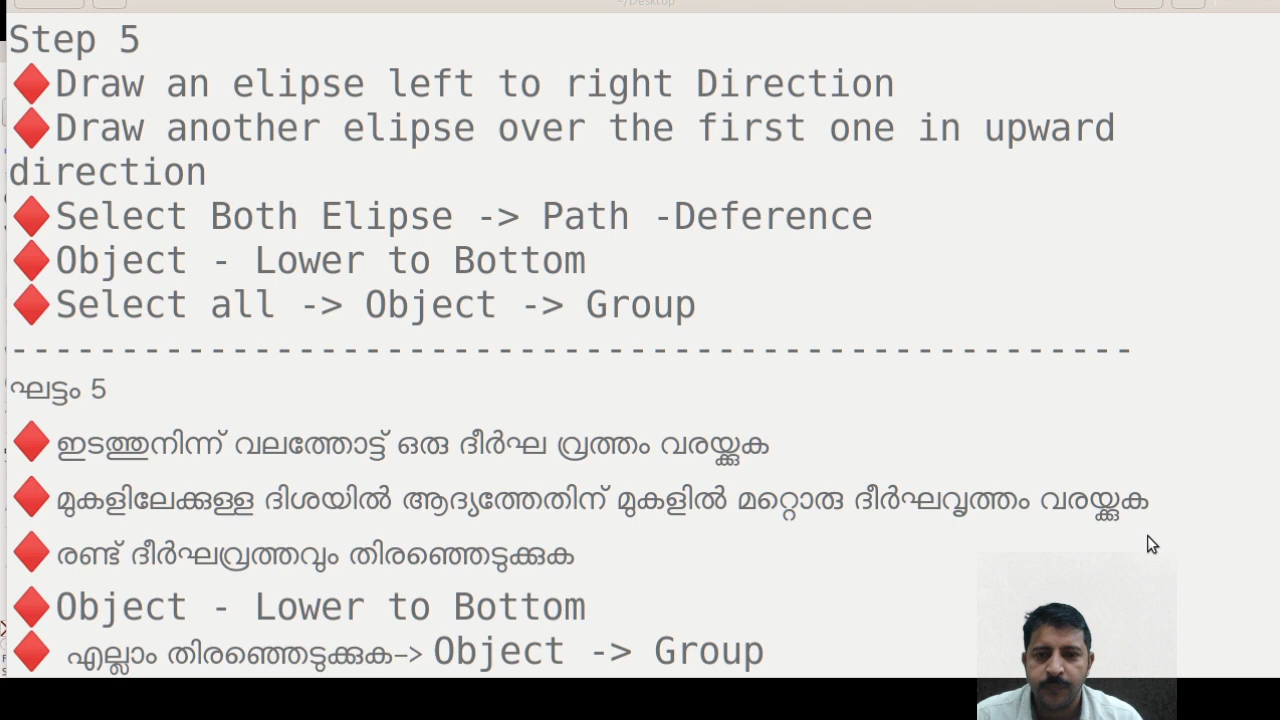 ~/Desktop
Step 5
♦Draw an elipse left to right Direction
♦Draw another elipse over the first one in upward
direction
♦Select Both Elipse -> Path -Deference
♦Object - Lower to Bottom
♦Select all -> Object -> Group
---------------------------------------------------
ഘട്ടം 5
♦ഇടത്തുനിന്ന് വലത്തോട്ട് ഒരു ദീർഘ വ്രത്തം വരയ്ക്കുക
♦മുകളിലേക്കുള്ള ദിശയിൽ ആദ്യത്തേതിന് മുകളിൽ മറ്റൊരു ദീർഘവൃത്തം വരയ്ക്കുക
♦രണ്ട് ദീർഘവ്രത്തവും തിരഞ്ഞെടുക്കുക
♦Object - Lower to Bottom
♦ എല്ലാം തിരഞ്ഞെടുക്കുക-> Object -> Group